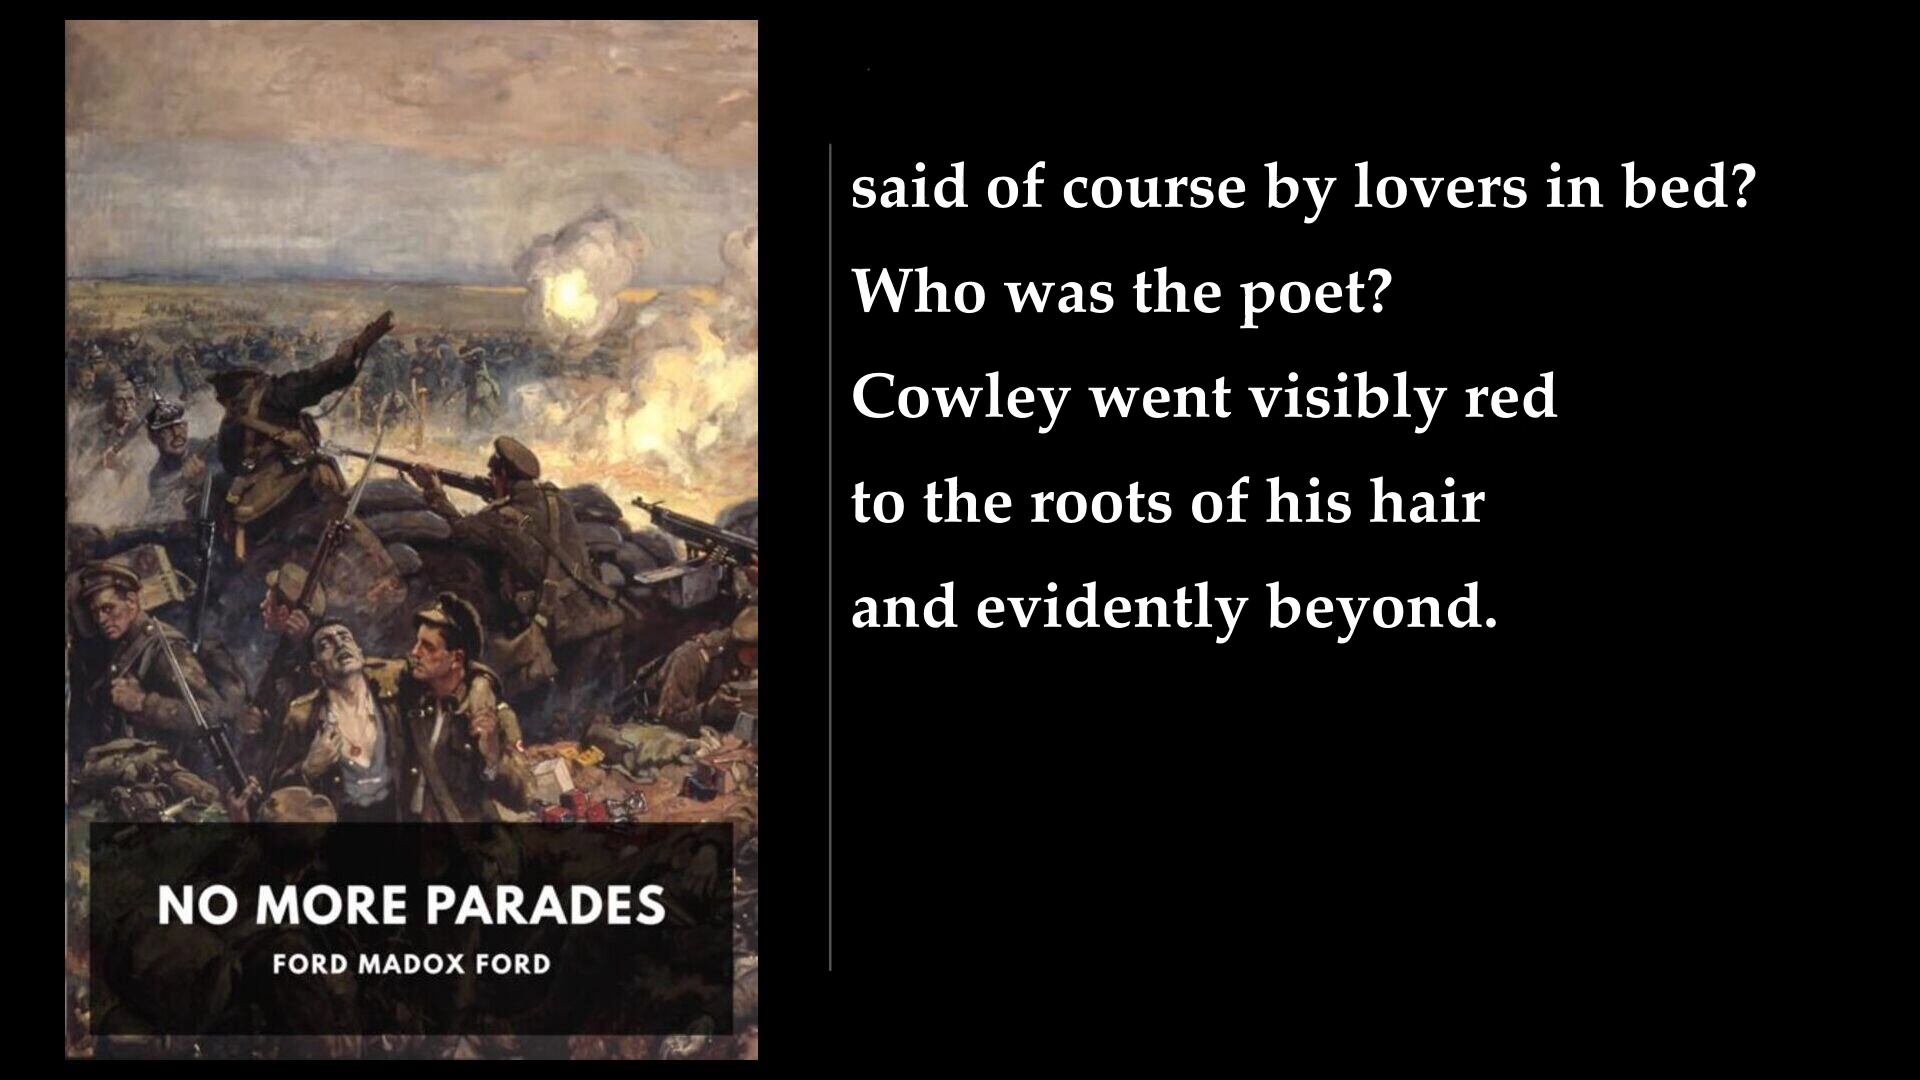 said of course by lovers in bed?
Who was the poet?
Cowley went visibly red
to the roots of his hair
and evidently beyond.
NO MORE PARADES
FORD MADOX FORD